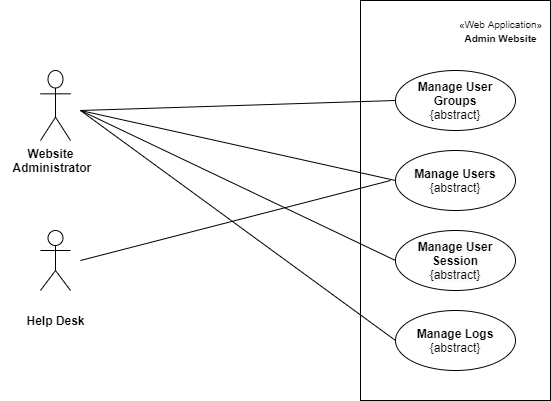 «Web Application»
Admin Website
Manage User
Groups
{abstract}
Website
Administrator
Manage Users
{abstract}
Manage User
Session
{abstract}
Help Desk
Manage Logs
{abstract}